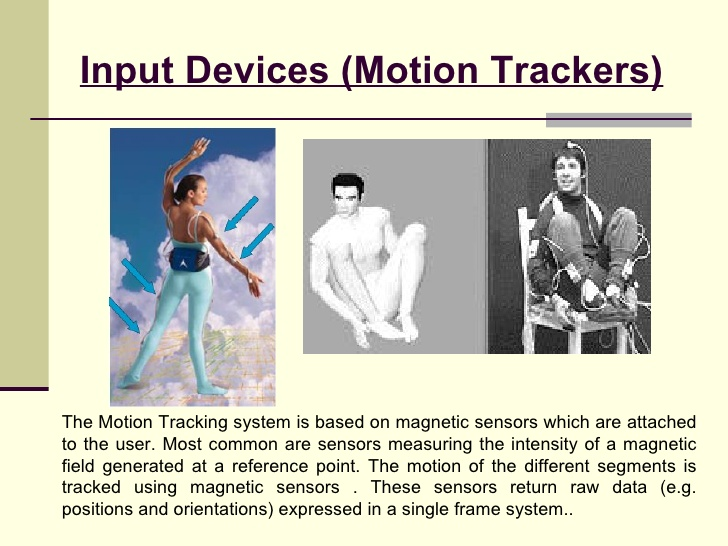 Input Devices (Motion Trackers)
The Motion Tracking system is based on magnetic sensors which are attached
to the user. Most common are sensors measuring the intensity of a magnetic
field generated at a reference point. The motion of the different segments is
tracked using magnetic sensors . These sensors return raw data (e.g.
positions and orientations) expressed in a single frame system..